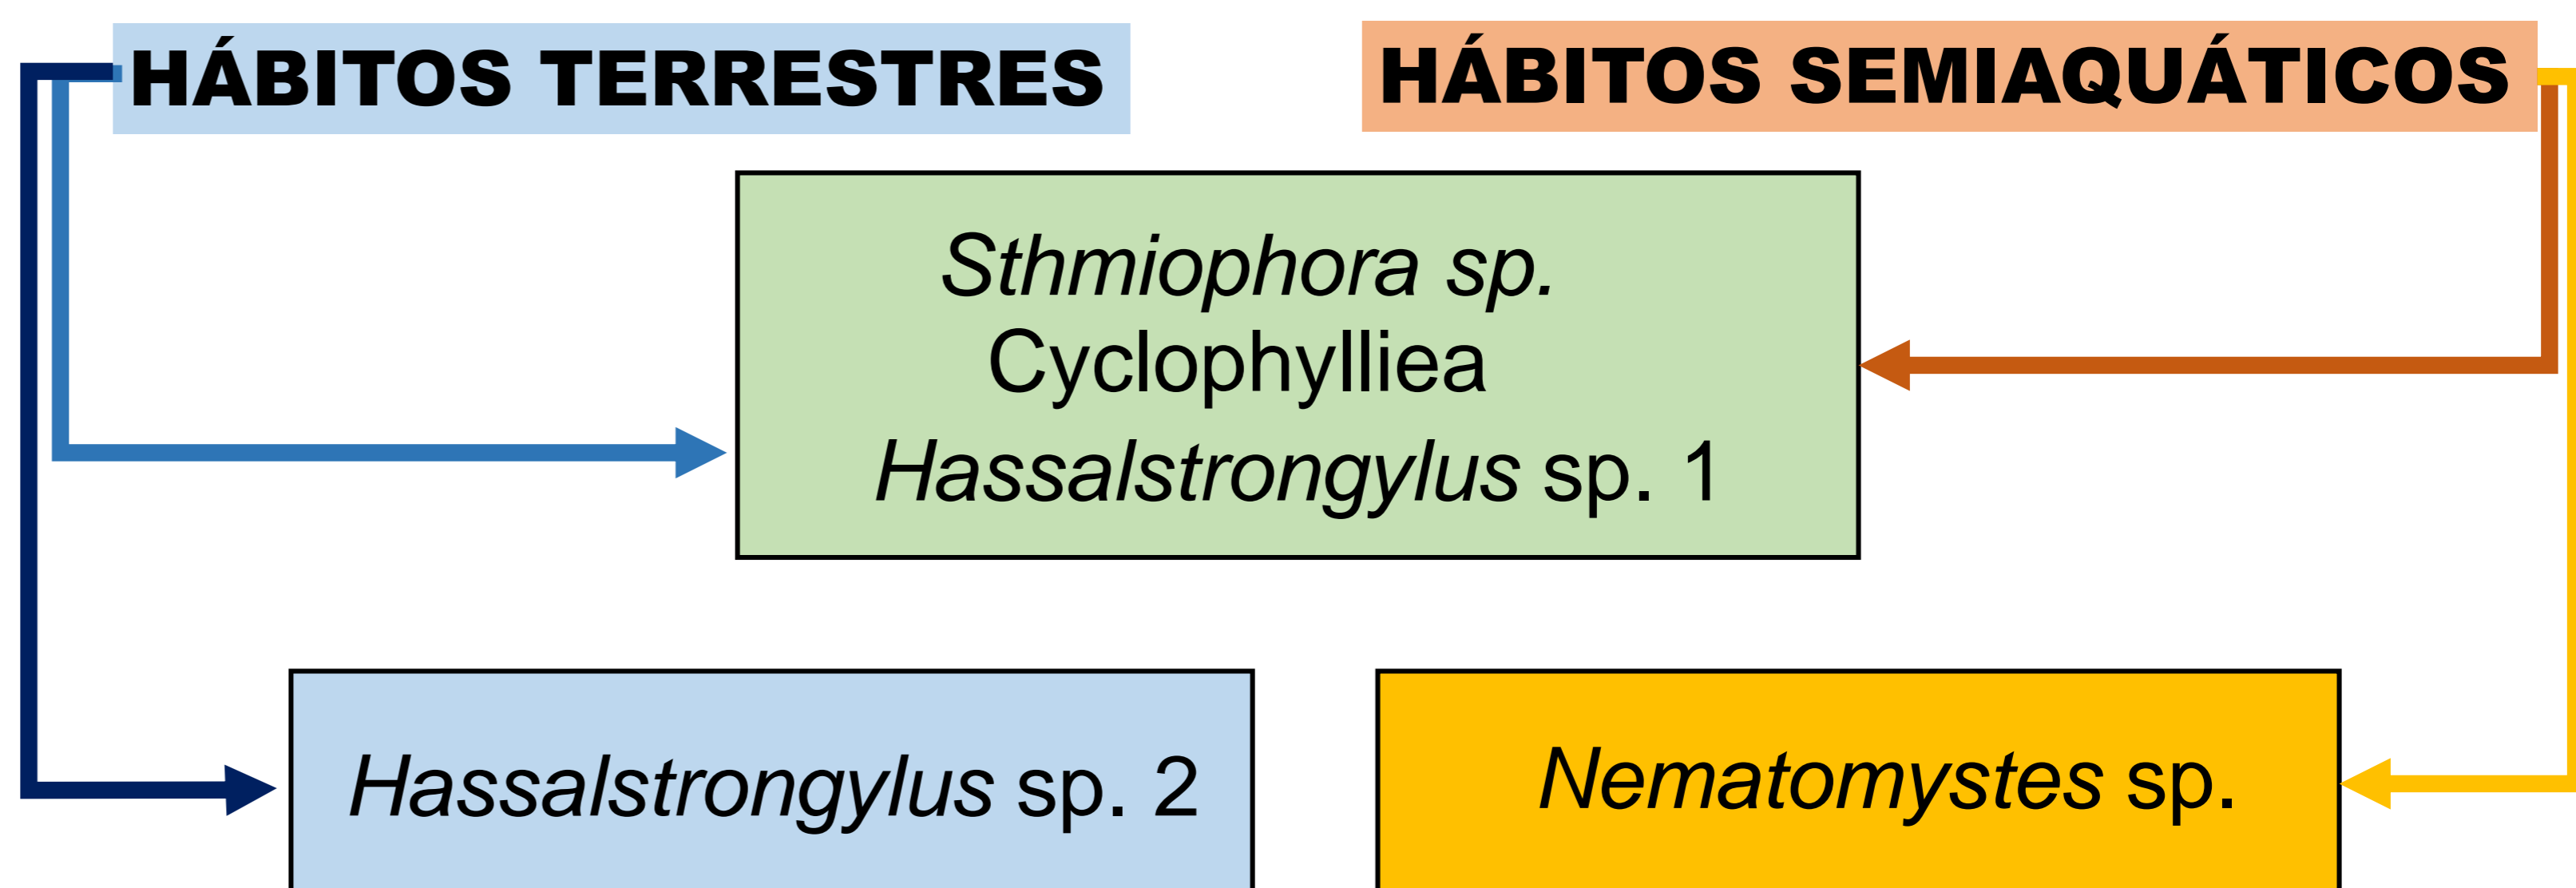 HÁBITOS TERRESTRES
HÁBITOS SEMIAQUÁTICOS
Sthmiophora sp.
Cyclophylliea
Hassalstrongylus sp. 1
Hassalstrongylus sp. 2
Nematomystes sp.